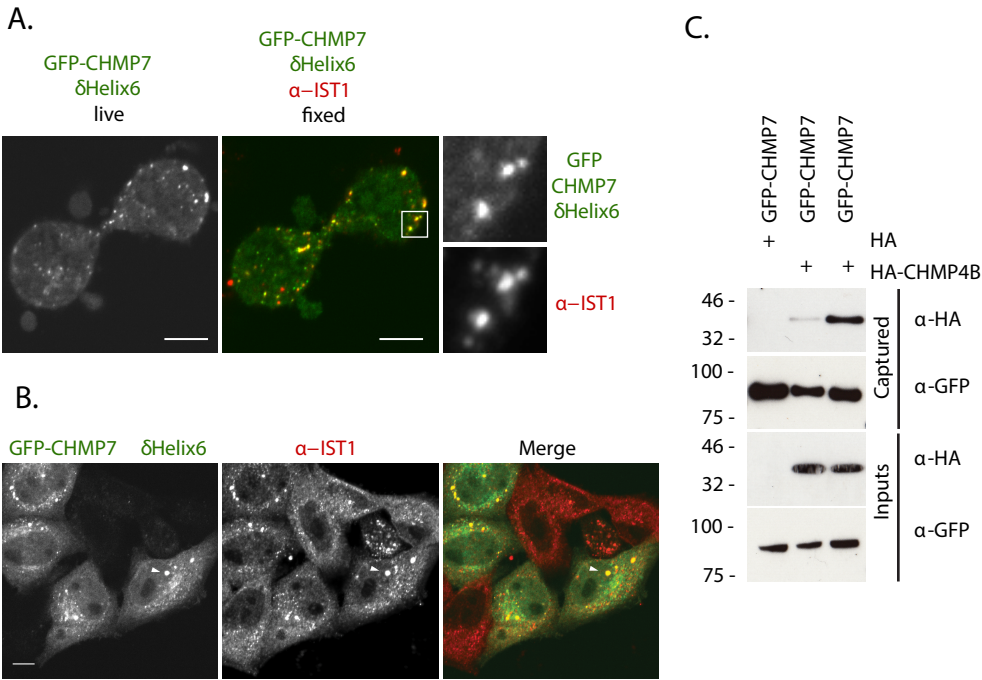 A.
GFP-CHMP7
δHelix6
live
GFP-CHMP7
δHelix6
α–IST1
fixed
GFP
CHMP7
δHelix6
α–IST1
B.
GFP-CHMP7 δHelix6
α–IST1
Merge
C.
GFP-CHMP7
GFP-CHMP7
GFP-CHMP7
+ HA
+ + HA-CHMP4B
46 -
32 -
α-HA
100 -
75 -
α-GFP
Captured
46 -
32 -
α-HA
100 -
75 -
α-GFP
Inputs